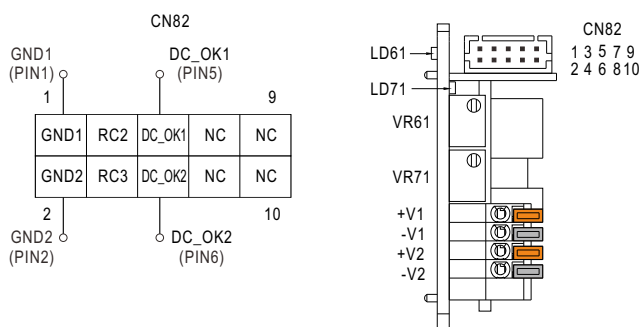 CN82
GND1
(PIN1)
DC_OK1
(PIN5)
1
9
GND1 RC2 DC_OK1 NC NC
GND2 RC3 DC_OK2 NC NC
2
10
GND2
(PIN2)
DC_OK2
(PIN6)
CN82
1 3 5 7 9
2 4 6 8 10
LD61
LD71
VR61
VR71
+V1
-V1
+V2
-V2